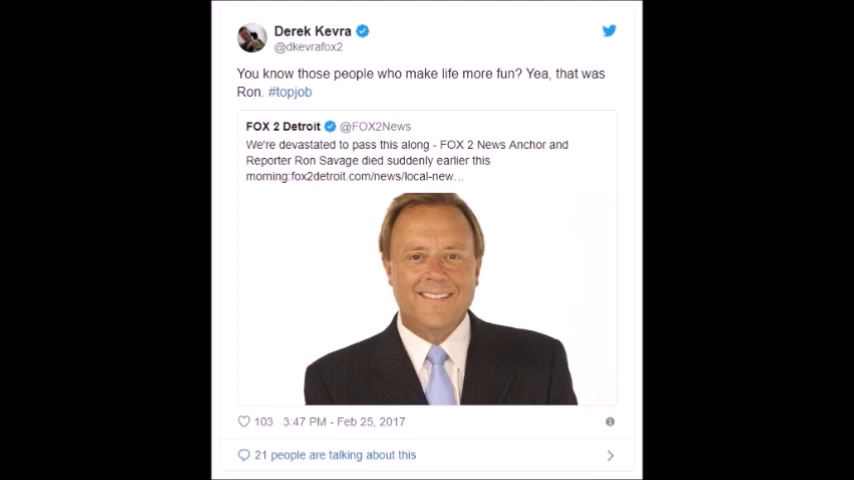 Derek Kevra
@dkevrafox2
You know those people who make life more fun? Yea, that was
Ron. #topjob
FOX 2 Detroit @FOX2News
We're devastated to pass this along - FOX 2 News Anchor and
Reporter Ron Savage died suddenly earlier this
morning:fox2detroit.com/news/local-new…
103 3:47 PM - Feb 25, 2017
21 people are talking about this